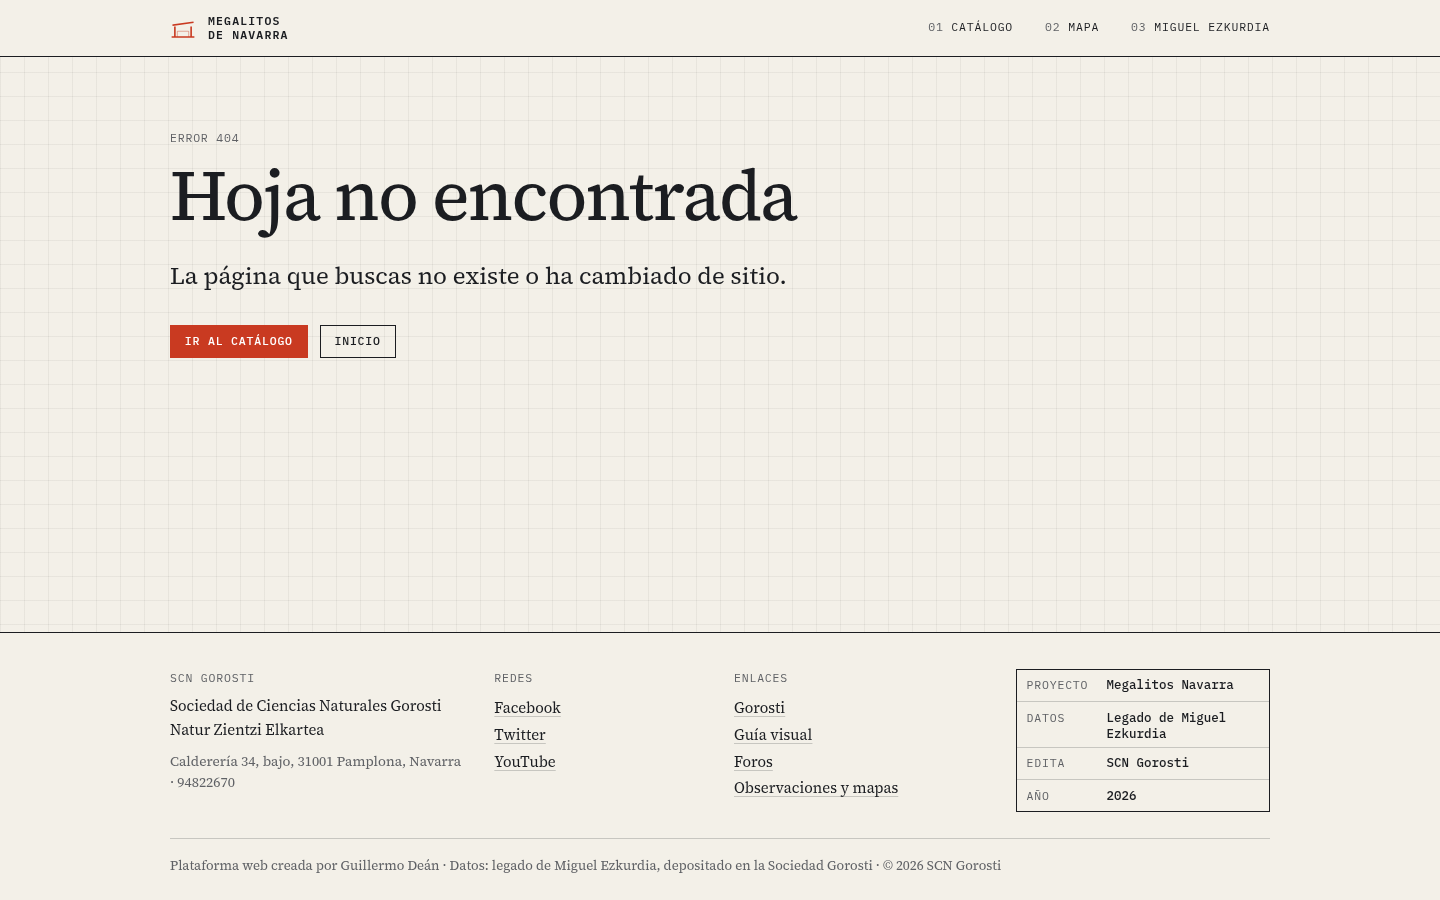 MEGALITOS
DE NAVARRA
01 CATÁLOGO
02 MAPA
03 MIGUEL EZKURDIA
ERROR 404
Hoja no encontrada
La página que buscas no existe o ha cambiado de sitio.
IR AL CATÁLOGO
INICIO
SCN GOROSTI
Sociedad de Ciencias Naturales Gorosti
Natur Zientzi Elkartea
Calderería 34, bajo, 31001 Pamplona, Navarra
· 94822670
REDES
Facebook
Twitter
YouTube
ENLACES
Gorosti
Guía visual
Foros
Observaciones y mapas
PROYECTO Megalitos Navarra
DATOS Legado de Miguel
Ezkurdia
EDITA SCN Gorosti
AÑO 2026
Plataforma web creada por Guillermo Deán · Datos: legado de Miguel Ezkurdia, depositado en la Sociedad Gorosti · © 2026 SCN Gorosti